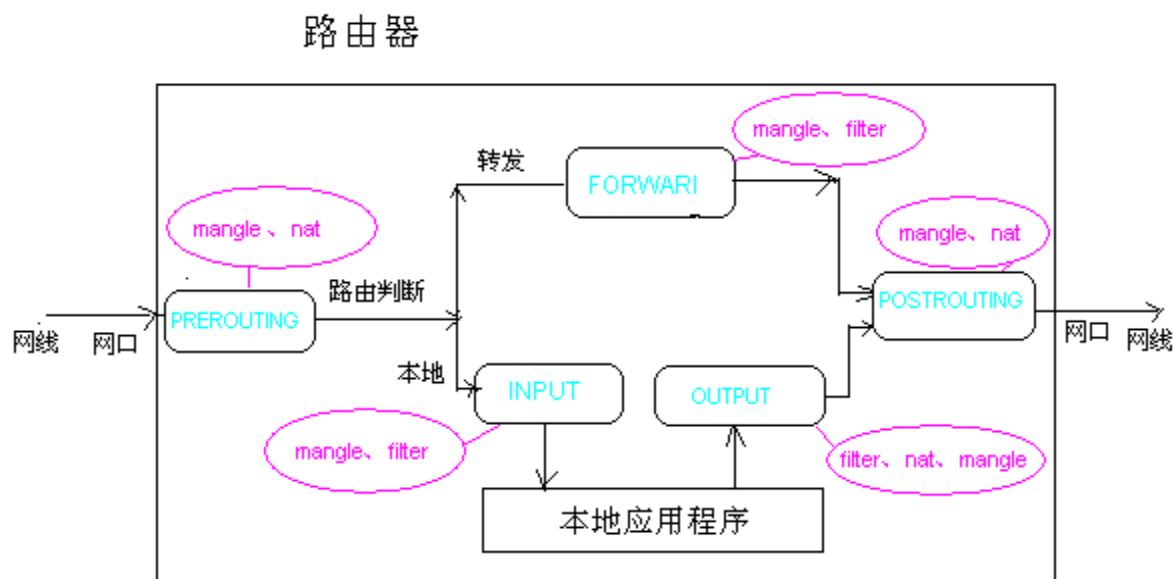 路由器
mangle、filter
转发
FORWARI
mangle 、nat
mangle、nat
路由判断
PREROUTING
POSTROUTING
网线
网口
网口
网线
本地
INPUT
OUTPUT
mangle、filter
filter、nat、mangle
本地应用程序